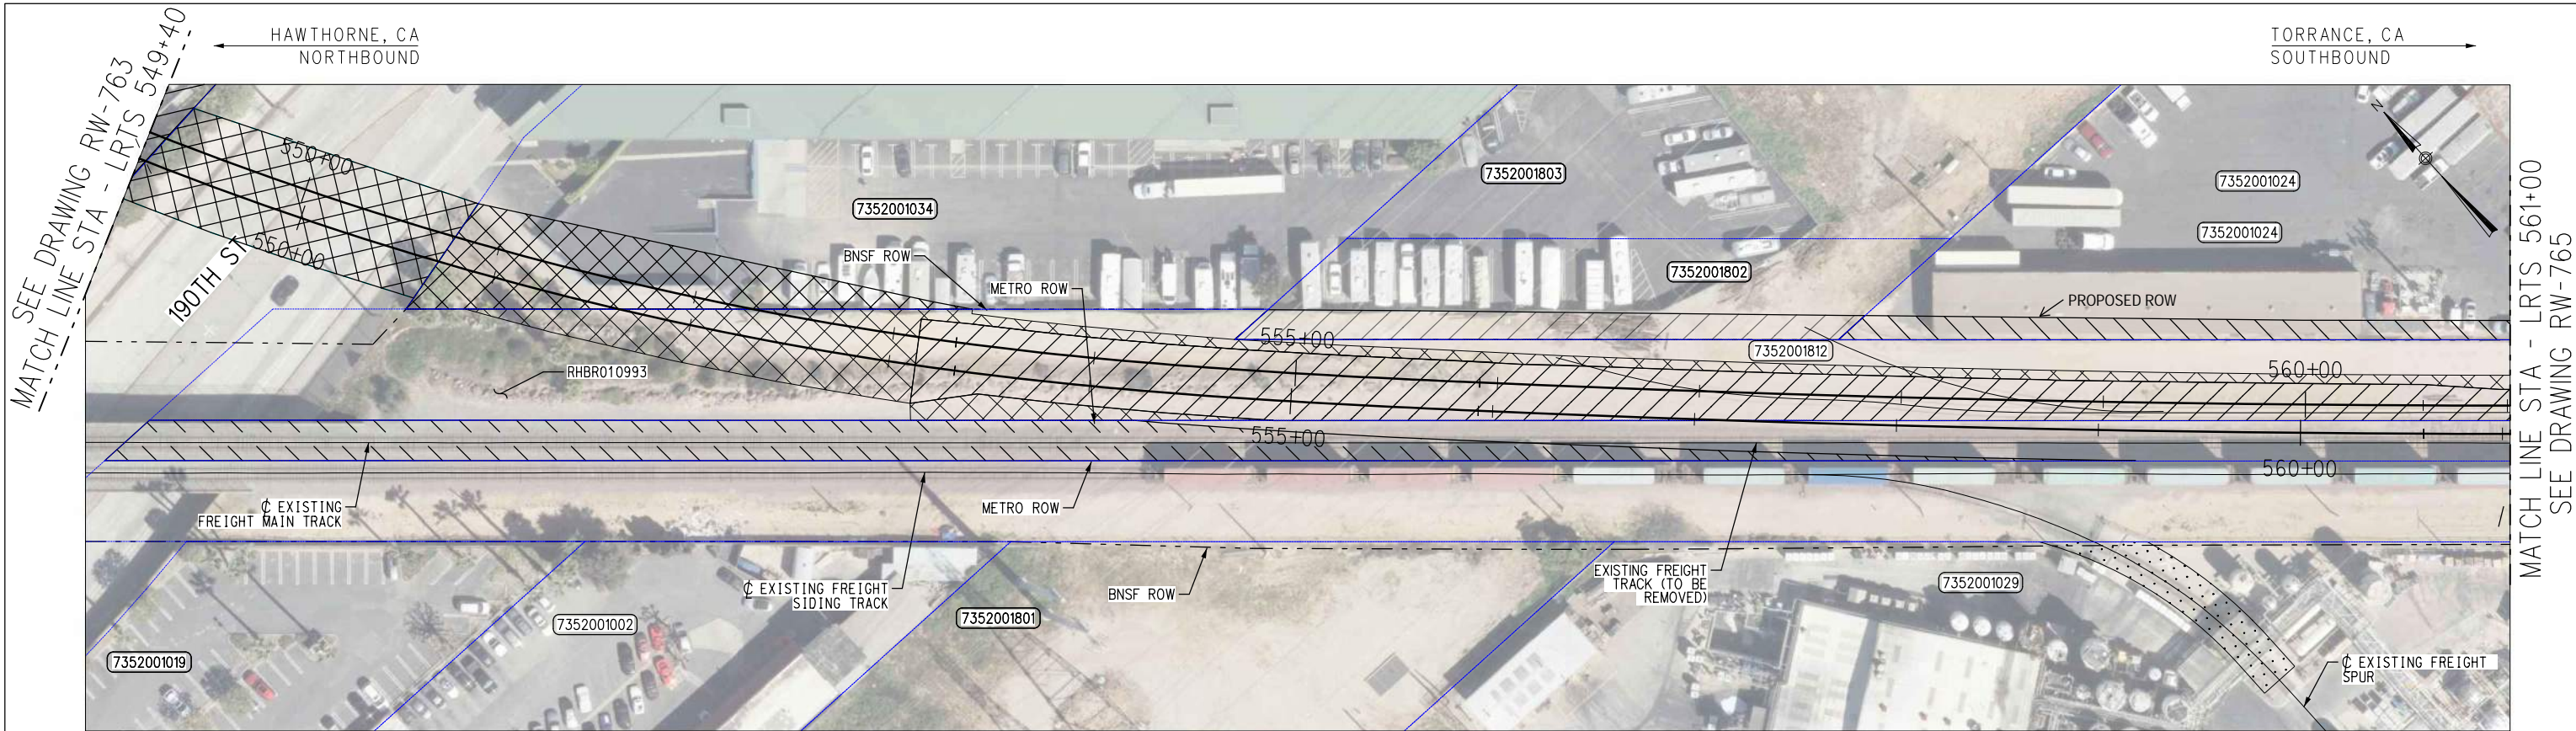 HAWTHORNE, CA
NORTHBOUND
TORRANCE, CA
SOUTHBOUND
SEE DRAWING RW-763
MATCH LINE STA - LRTS 549+40
MATCH LINE STA - LRTS 561+00
SEE DRAWING RW-765
N
550+00
550+00
190TH ST
7352001034
7352001803
7352001802
7352001024
7352001024
BNSF ROW
METRO ROW
PROPOSED ROW
555+00
7352001812
560+00
RHBR010993
555+00
560+00
℄ EXISTING
FREIGHT MAIN TRACK
METRO ROW
℄ EXISTING FREIGHT
SIDING TRACK
BNSF ROW
EXISTING FREIGHT
TRACK (TO BE
REMOVED)
7352001029
7352001801
7352001002
7352001019
℄ EXISTING FREIGHT
SPUR